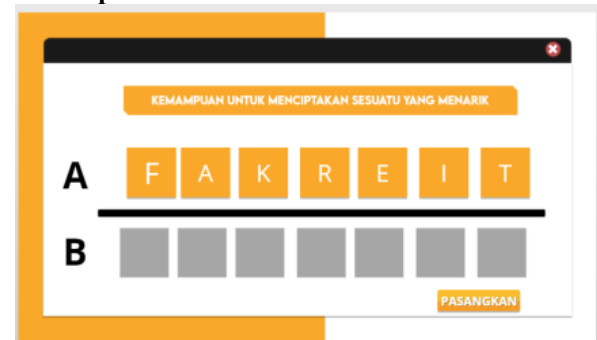 KEMAMPUAN UNTUK MENCIPTAKAN SESUATU YANG MENARIK
A F A K R E I T
B
PASANGKAN